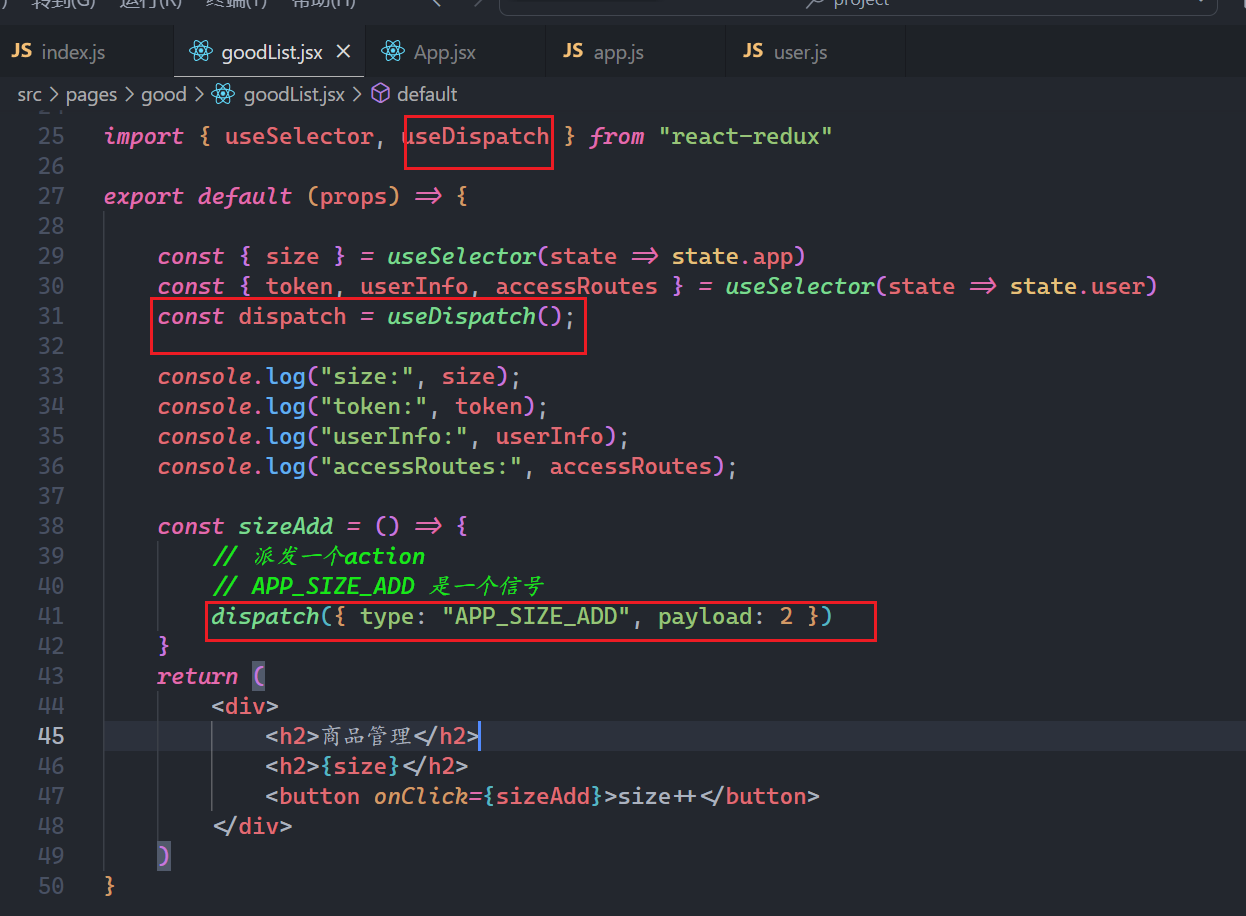 转到(G) 运行(R) 终端(T) 帮助(H) project
JS index.js goodList.jsx × App.jsx JS app.js JS user.js
src > pages > good > goodList.jsx > default
25 import { useSelector, useDispatch } from "react-redux"
26
27 export default (props) => {
28
29 const { size } = useSelector(state => state.app)
30 const { token, userInfo, accessRoutes } = useSelector(state => state.user)
31 const dispatch = useDispatch();
32
33 console.log("size:", size);
34 console.log("token:", token);
35 console.log("userInfo:", userInfo);
36 console.log("accessRoutes:", accessRoutes);
37
38 const sizeAdd = () => {
39 // 派发一个action
40 // APP_SIZE_ADD 是一个信号
41 dispatch({ type: "APP_SIZE_ADD", payload: 2 })
42 }
43 return (
44 <div>
45 <h2>商品管理</h2>
46 <h2>{size}</h2>
47 <button onClick={sizeAdd}>size++</button>
48 </div>
49 )
50 }